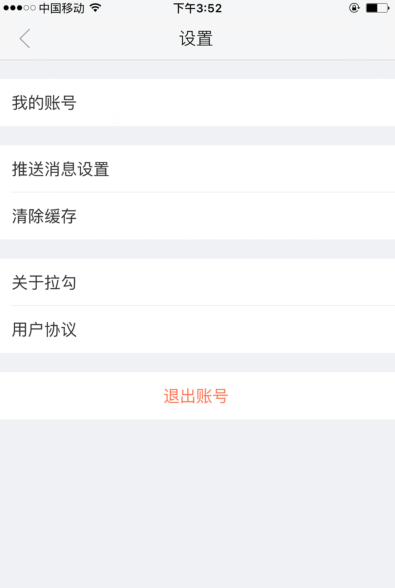 中国移动 下午3:52
设置
我的账号
推送消息设置
清除缓存
关于拉勾
用户协议
退出账号